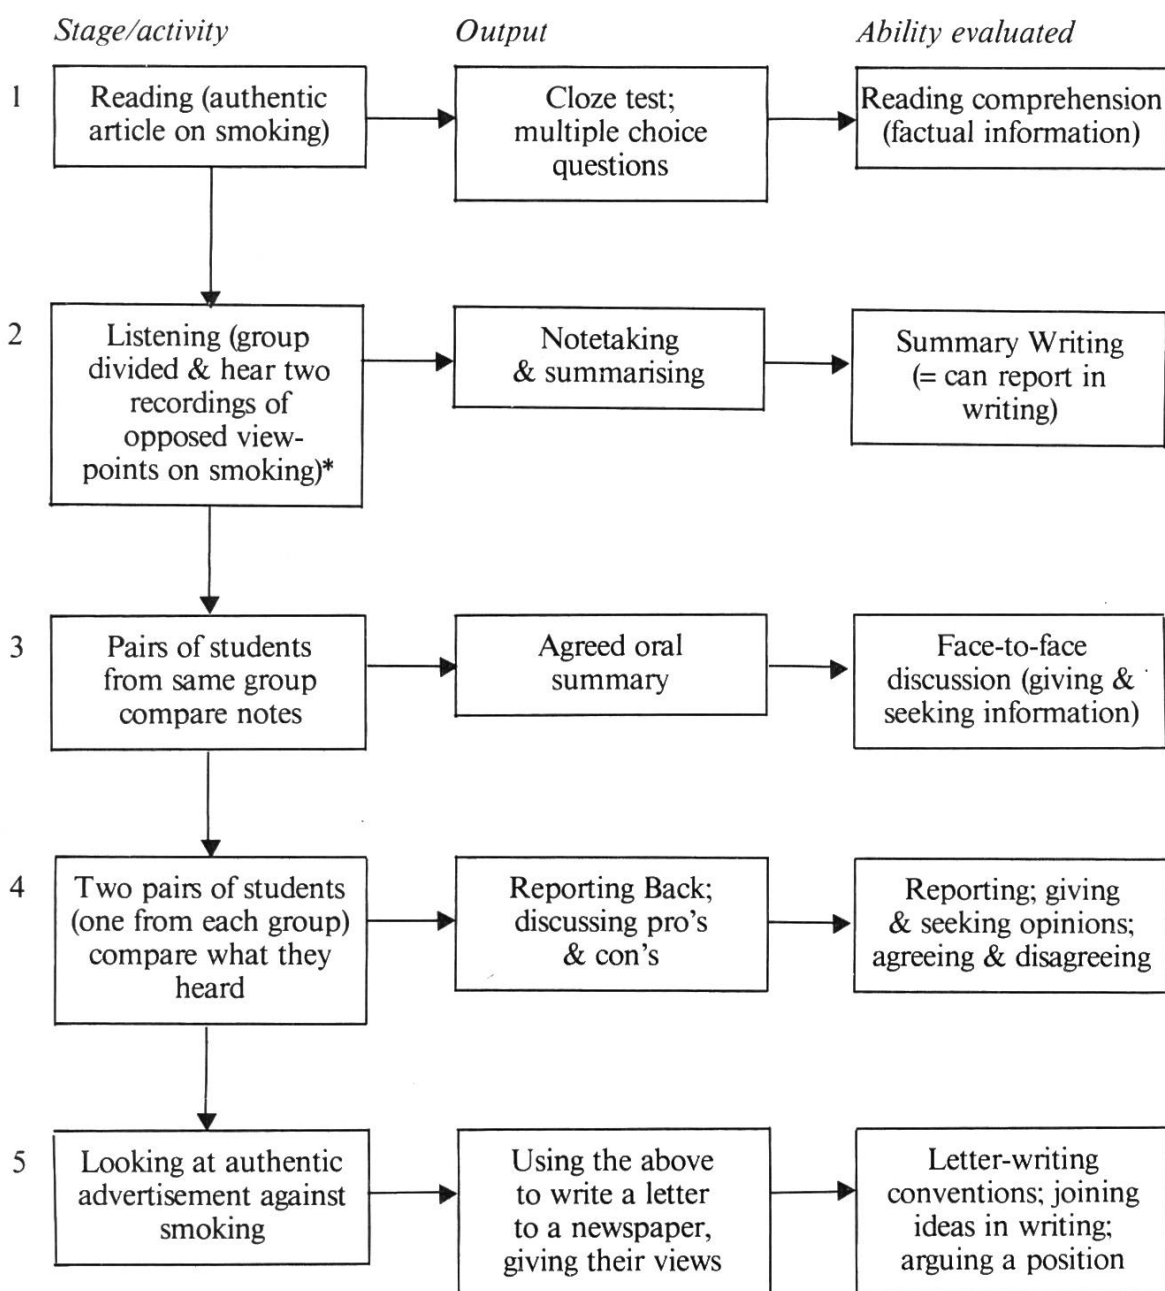 Stage/activity
Output
Ability evaluated
1
Reading (authentic
article on smoking)
Cloze test;
multiple choice
questions
Reading comprehension
(factual information)
2
Listening (group
divided & hear two
recordings of
opposed view-
points on smoking)*
Notetaking
& summarising
Summary Writing
(= can report in
writing)
3
Pairs of students
from same group
compare notes
Agreed oral
summary
Face-to-face
discussion (giving &
seeking information)
4
Two pairs of students
(one from each group)
compare what they
heard
Reporting Back;
discussing pro's
& con's
Reporting; giving
& seeking opinions;
agreeing & disagreeing
5
Looking at authentic
advertisement against
smoking
Using the above
to write a letter
to a newspaper,
giving their views
Letter-writing
conventions; joining
ideas in writing;
arguing a position